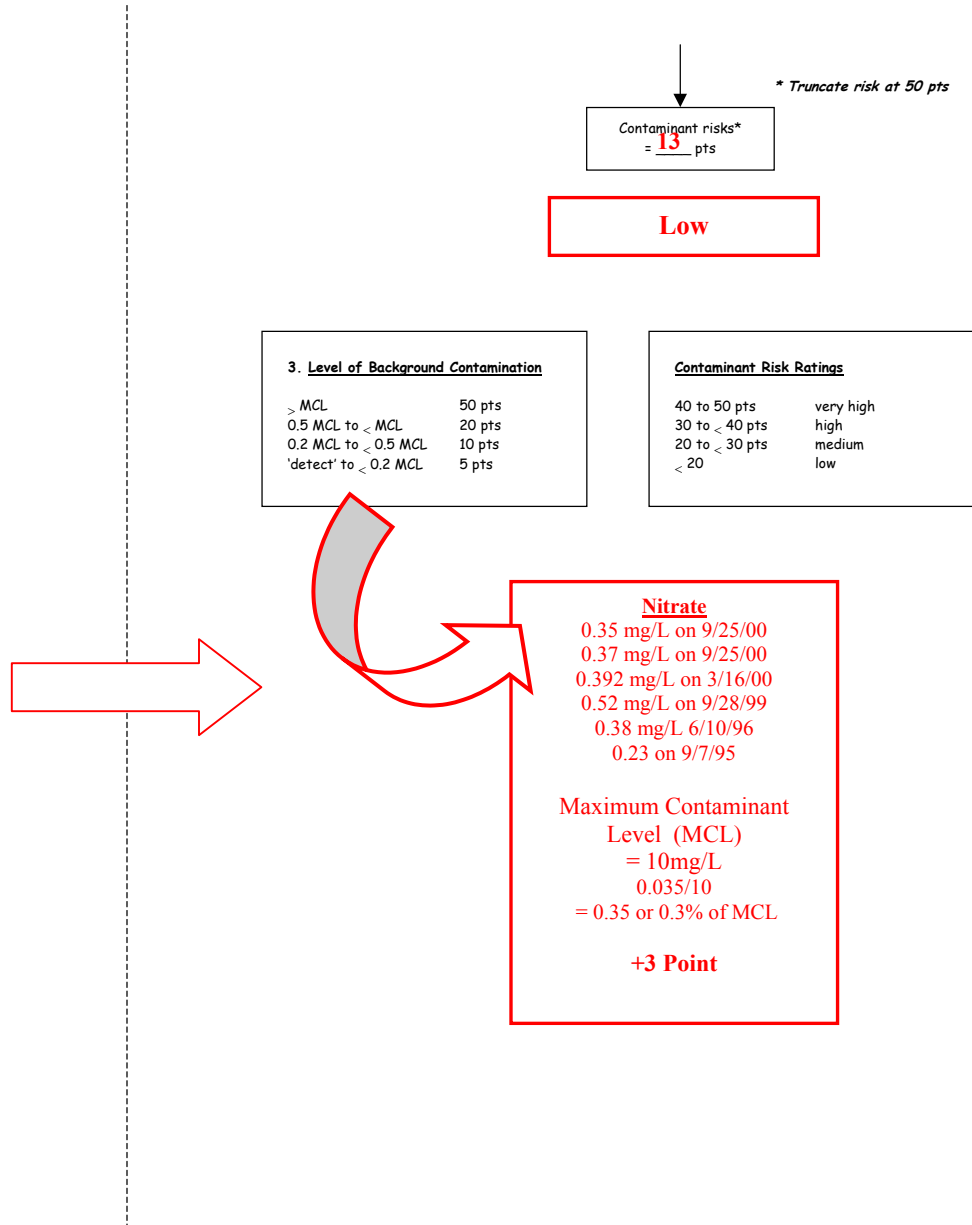 * Truncate risk at 50 pts
Contaminant risks*
= 13 pts
Low
3. Level of Background Contamination
> MCL 50 pts
0.5 MCL to < MCL 20 pts
0.2 MCL to < 0.5 MCL 10 pts
‘detect’ to < 0.2 MCL 5 pts
Contaminant Risk Ratings
40 to 50 pts very high
30 to < 40 pts high
20 to < 30 pts medium
< 20 low
Nitrate
0.35 mg/L on 9/25/00
0.37 mg/L on 9/25/00
0.392 mg/L on 3/16/00
0.52 mg/L on 9/28/99
0.38 mg/L 6/10/96
0.23 on 9/7/95
Maximum Contaminant
Level (MCL)
= 10mg/L
0.035/10
= 0.35 or 0.3% of MCL
+3 Point